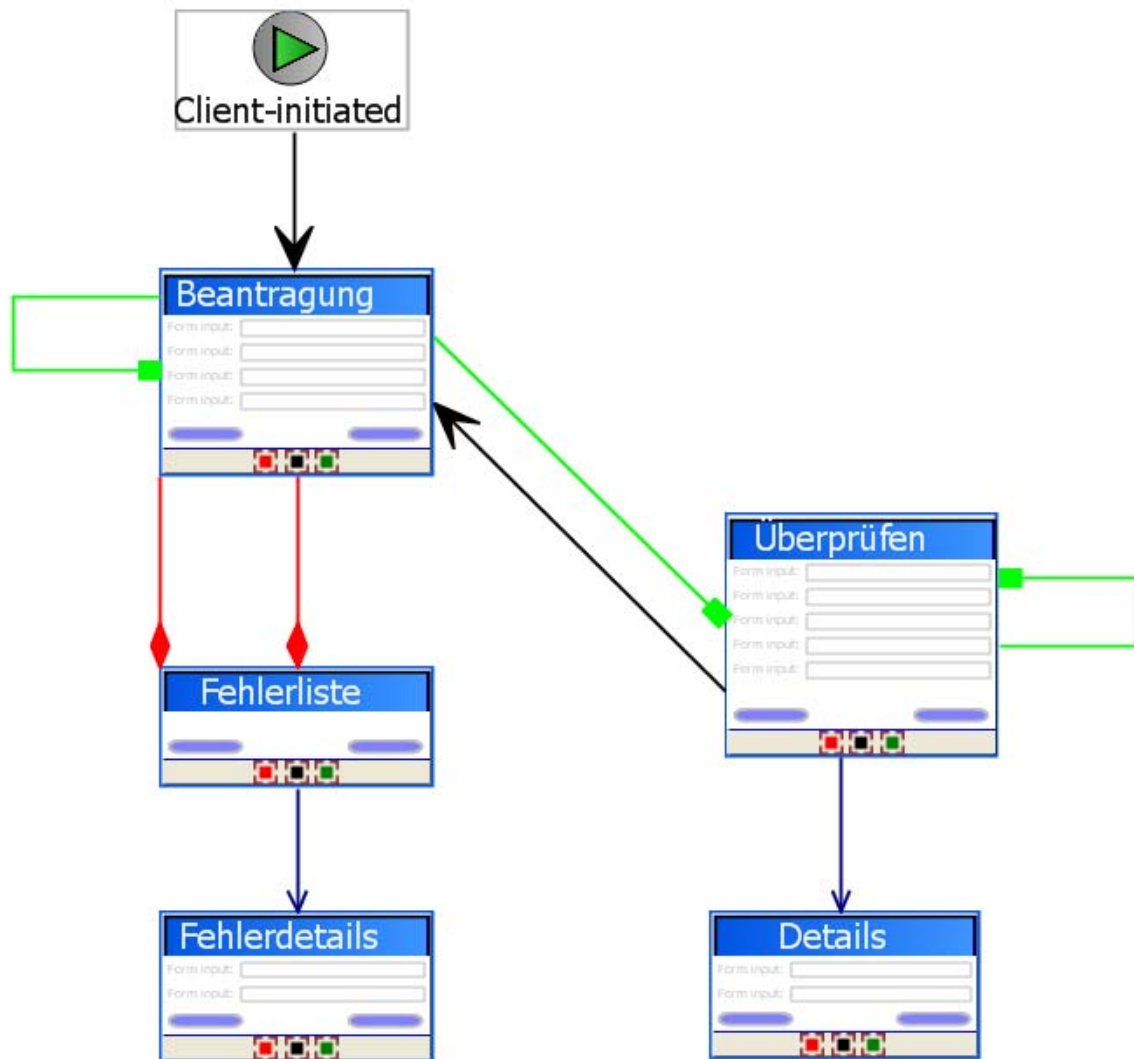 Client-initiated
Beantragung
Form input:
Form input:
Form input:
Form input:
Überprüfen
Form input:
Form input:
Form input:
Form input:
Form input:
Fehlerliste
Fehlerdetails
Form input:
Form input:
Details
Form input:
Form input: